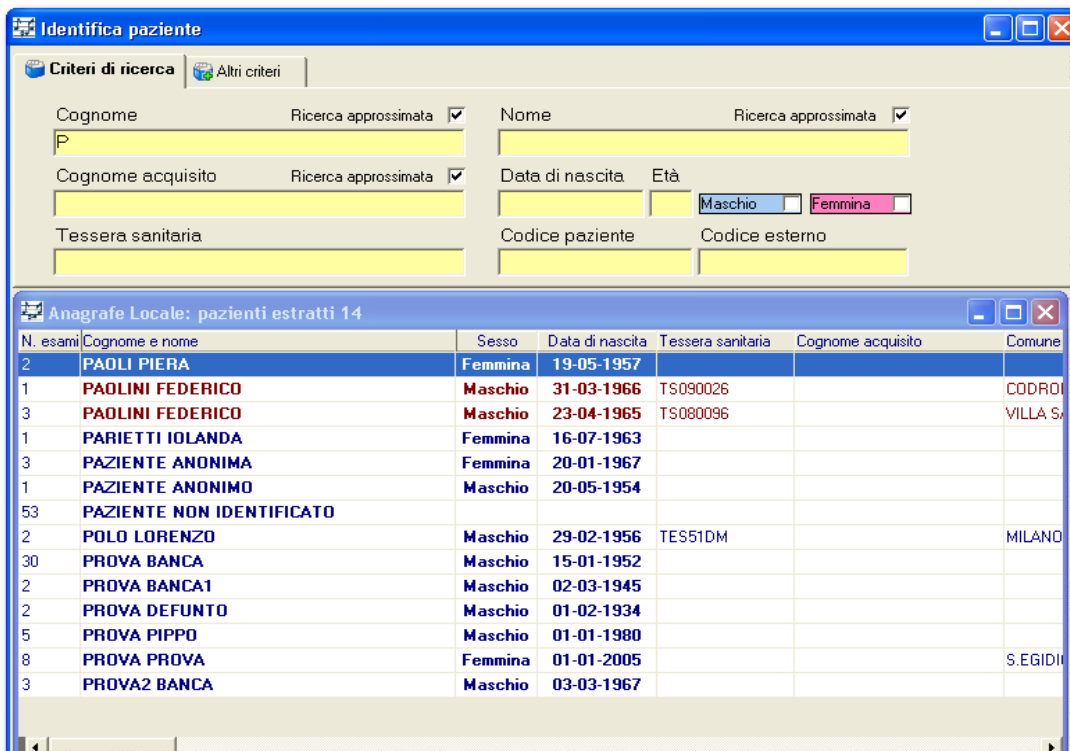 Identifica paziente
Criteri di ricerca Altri criteri
Cognome Ricerca approssimata Nome Ricerca approssimata
P
Cognome acquisito Ricerca approssimata Data di nascita Età
Maschio Femmina
Tessera sanitaria Codice paziente Codice esterno
Anagrafe Locale: pazienti estratti 14
N. esami Cognome e nome Sesso Data di nascita Tessera sanitaria Cognome acquisito Comune
2 PAOLI PIERA Femmina 19-05-1957
1 PAOLINI FEDERICO Maschio 31-03-1966 TS090026
3 PAOLINI FEDERICO Maschio 23-04-1965 TS080096 VILLA
1 PARIETTI IOLANDA Femmina 16-07-1963
3 PAZIENTE ANONIMA Femmina 20-01-1967
1 PAZIENTE ANONIMO Maschio 20-05-1954
53 PAZIENTE NON IDENTIFICATO
2 POLO LORENZO Maschio 29-02-1956 TES51DM MILANO
30 PROVA BANCA Maschio 15-01-1952
2 PROVA BANCA1 Maschio 02-03-1945
2 PROVA DEFUNTO Maschio 01-02-1934
5 PROVA PIPPO Maschio 01-01-1980
8 PROVA PROVA Femmina 01-01-2005
3 PROVA2 BANCA Maschio 03-03-1967